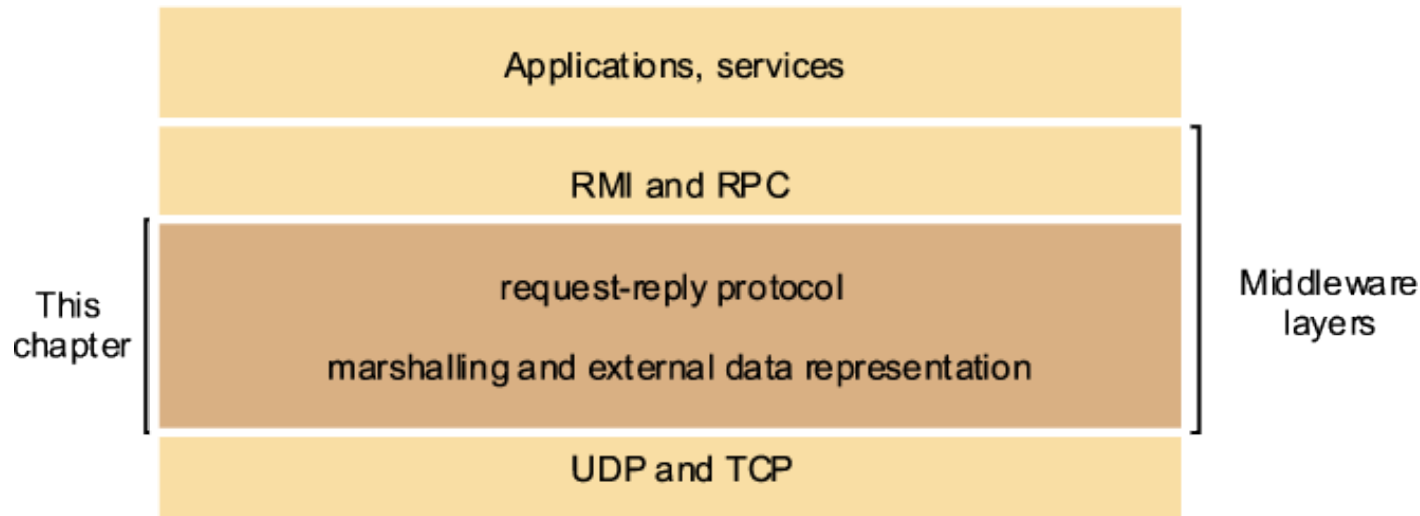 Applications, services
RMI and RPC
request-reply protocol
marshalling and external data representation
UDP and TCP
This
chapter
Middleware
layers